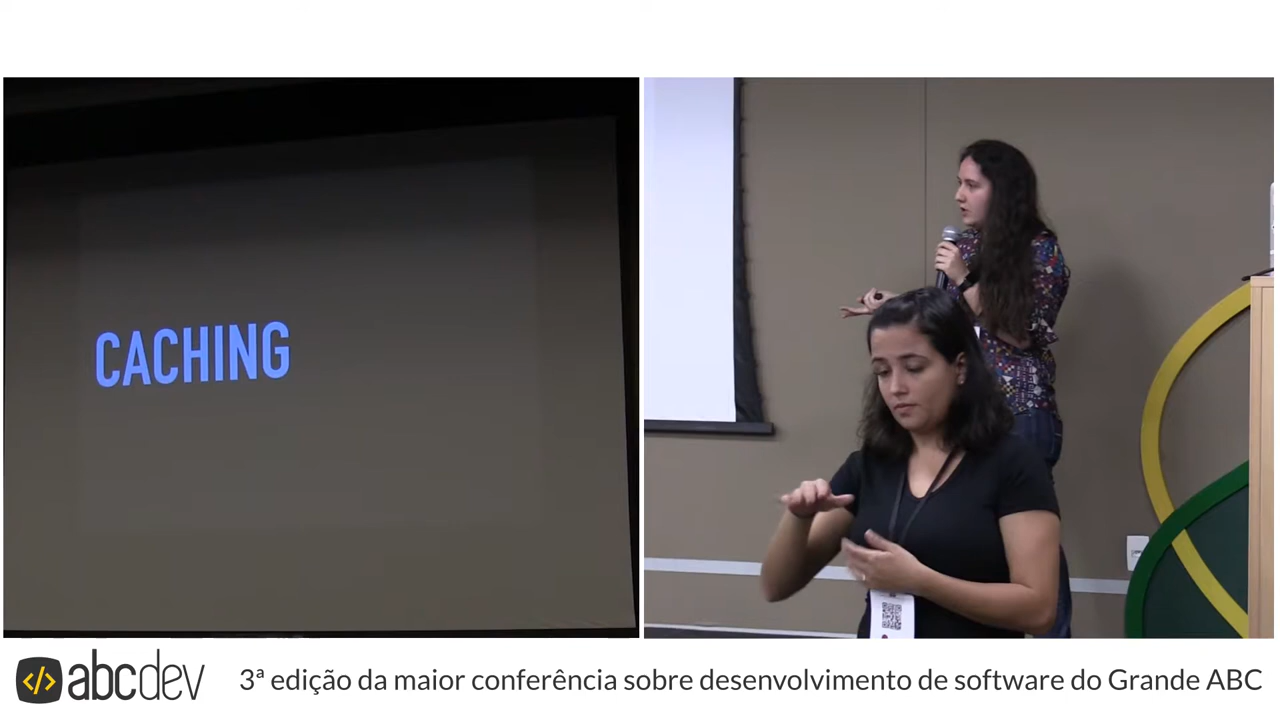 CACHING
</> abcdev
3ª edição da maior conferência sobre desenvolvimento de software do Grande ABC